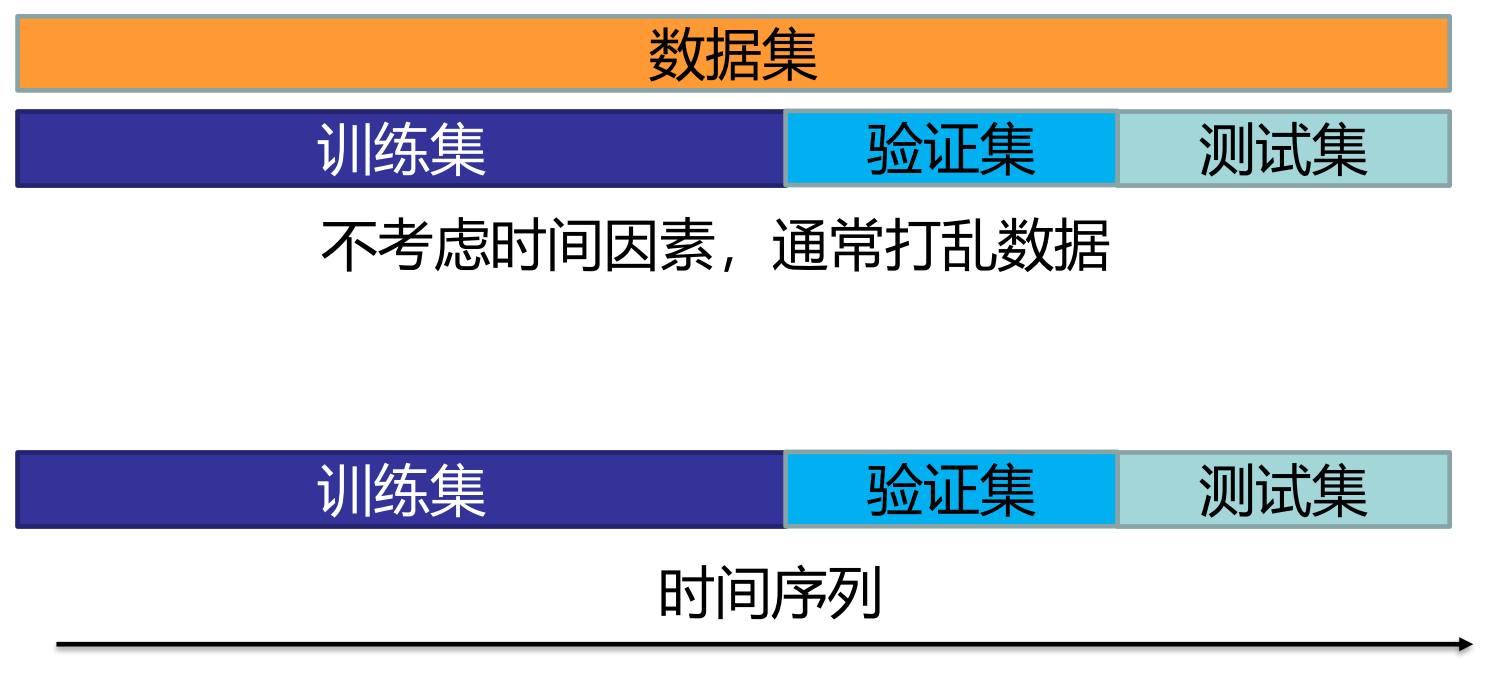 数据集
训练集 验证集 测试集
不考虑时间因素，通常打乱数据
训练集 验证集 测试集
时间序列